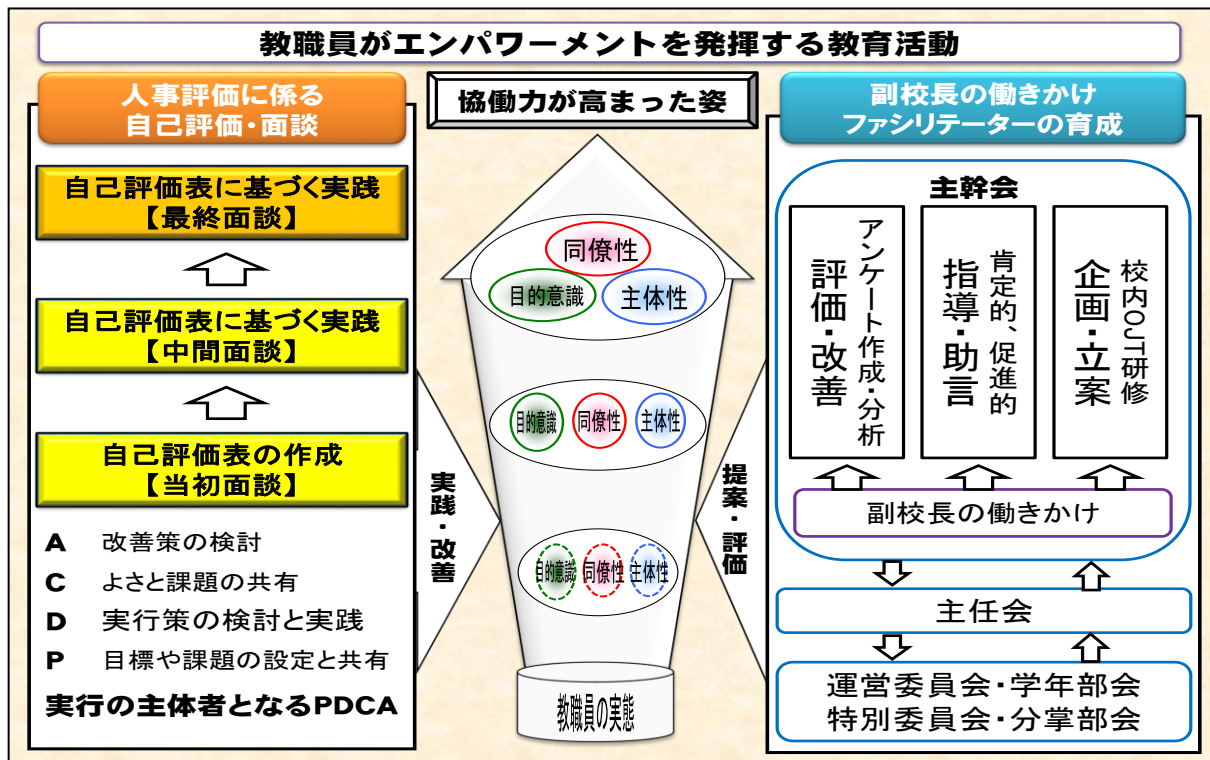 教職員がエンパワーメントを発揮する教育活動
人事評価に係る
自己評価・面談
自己評価表に基づく実践
【最終面談】
自己評価表に基づく実践
【中間面談】
自己評価表の作成
【当初面談】
A 改善策の検討
C よさと課題の共有
D 実行策の検討と実践
P 目標や課題の設定と共有
実行の主体者となるPDCA
実践・改善
協働力が高まった姿
同僚性
目的意識 主体性
目的意識 同僚性 主体性
目的意識 同僚性 主体性
教職員の実態
提案・評価
副校長の働きかけ
ファシリテーターの育成
主幹会
アンケート作成・分析
評価・改善
肯定的、促進的
指導・助言
校内OJT研修
企画・立案
副校長の働きかけ
主任会
運営委員会・学年部会
特別委員会・分掌部会